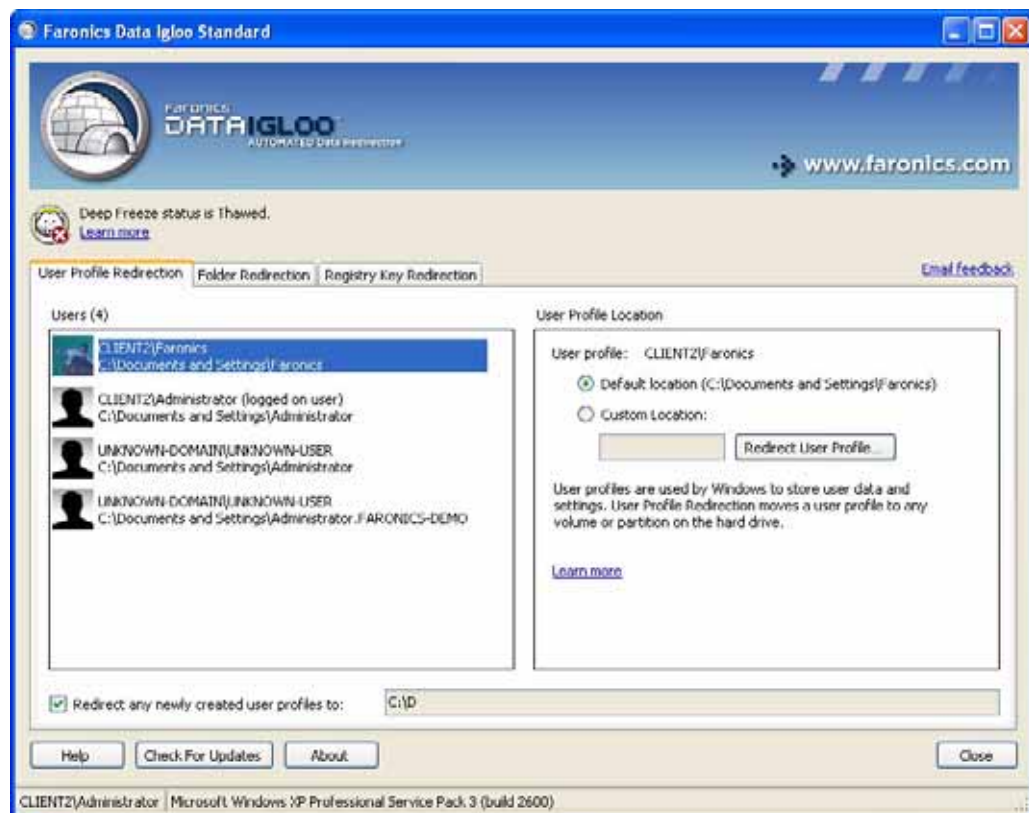 Faronics Data Igloo Standard
FARONICS
DATAIGLOO
AUTOMATED Data Redirection
www.faronics.com
Deep Freeze status is Thawed.
Learn more
User Profile Redirection
Folder Redirection
Registry Key Redirection
Email feedback
Users (4)
CLIENT2\Faronics
C:\Documents and Settings\Faronics
CLIENT2\Administrator (logged on user)
C:\Documents and Settings\Administrator
UNKNOWN-DOMAIN\UNKNOWN-USER
C:\Documents and Settings\Administrator
UNKNOWN-DOMAIN\UNKNOWN-USER
C:\Documents and Settings\Administrator.FARONICS-DEMO
User Profile Location
User profile: CLIENT2\Faronics
Default location (C:\Documents and Settings\Faronics)
Custom Location:
Redirect User Profile...
User profiles are used by Windows to store user data and
settings. User Profile Redirection moves a user profile to any
volume or partition on the hard drive.
Learn more
Redirect any newly created user profiles to: C:\D
Help
Check For Updates
About
Close
CLIENT2\Administrator
Microsoft Windows XP Professional Service Pack 3 (build 2600)